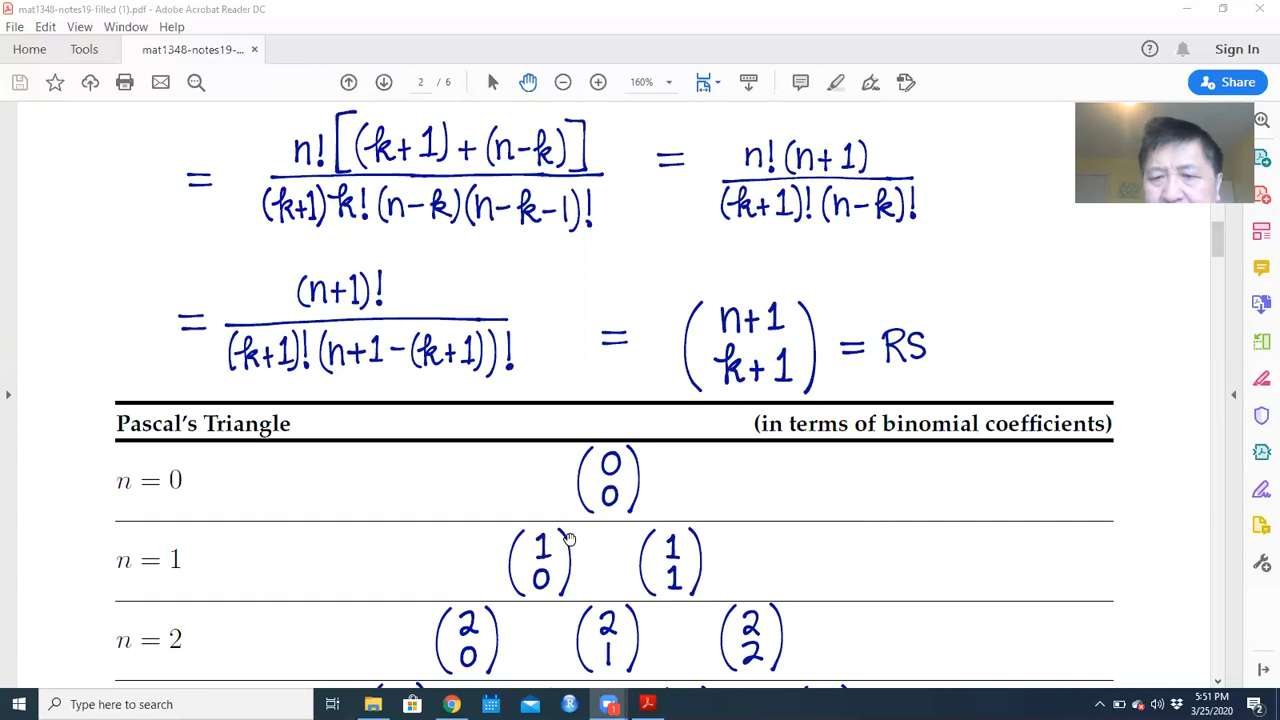 mat1348-notes19-filled (1).pdf - Adobe Acrobat Reader DC
File Edit View Window Help
Home Tools mat1348-notes19-... × Sign In
2 / 6 160% Share
= n! [(k+1) + (n-k)] / (k+1) k! (n-k)(n-k-1)! = n! (n+1) / (k+1)! (n-k)!
= (n+1)! / (k+1)! (n+1-(k+1))! = (n+1 k+1) = RS
Pascal's Triangle (in terms of binomial coefficients)
n = 0 (0 0)
n = 1 (1 0) (1 1)
n = 2 (2 0) (2 1) (2 2)
Type here to search
5:51 PM
3/25/2020